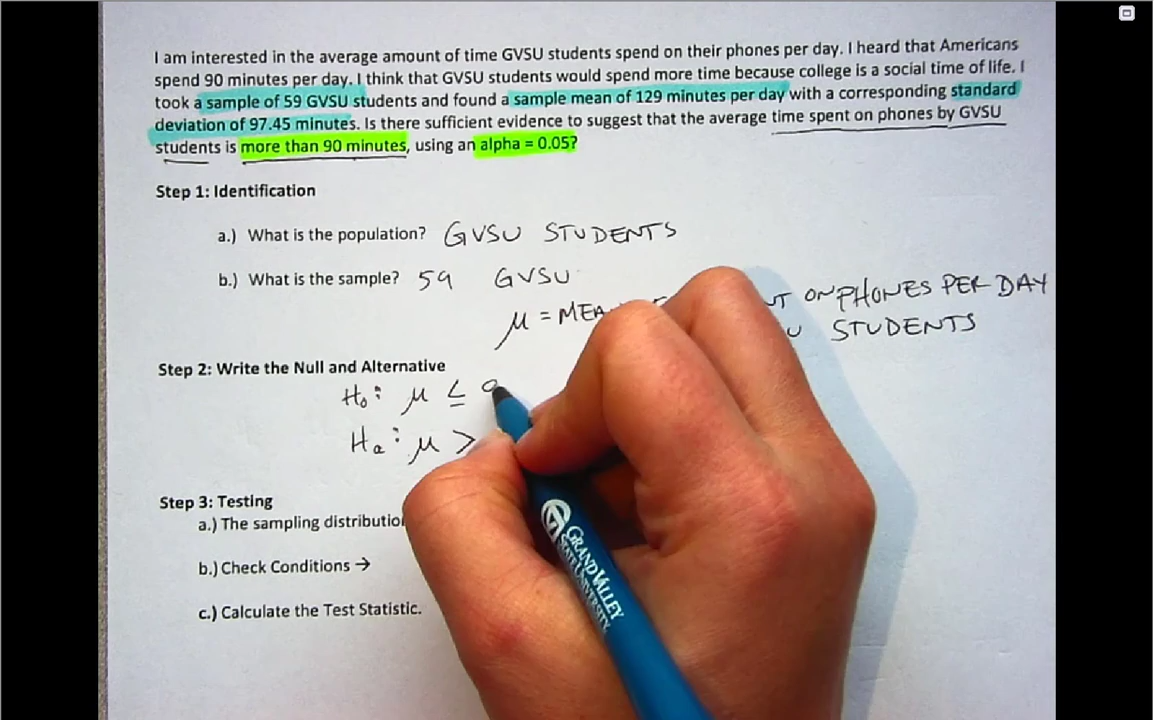 I am interested in the average amount of time GVSU students spend on their phones per day. I heard that Americans
spend 90 minutes per day. I think that GVSU students would spend more time because college is a social time of life. I
took a sample of 59 GVSU students and found a sample mean of 129 minutes per day with a corresponding standard
deviation of 97.45 minutes. Is there sufficient evidence to suggest that the average time spent on phones by GVSU
students is more than 90 minutes, using an alpha = 0.05?
Step 1: Identification
a.) What is the population? GVSU STUDENTS
b.) What is the sample? 59 GVSU
μ = MEA ON PHONES PER DAY
STUDENTS
Step 2: Write the Null and Alternative
H₀: μ ≤
Hₐ: μ >
Step 3: Testing
a.) The sampling
b.) Check Conditions →
c.) Calculate the Test Statistic.
GRAND VALLEY
STATE UNIVERSITY